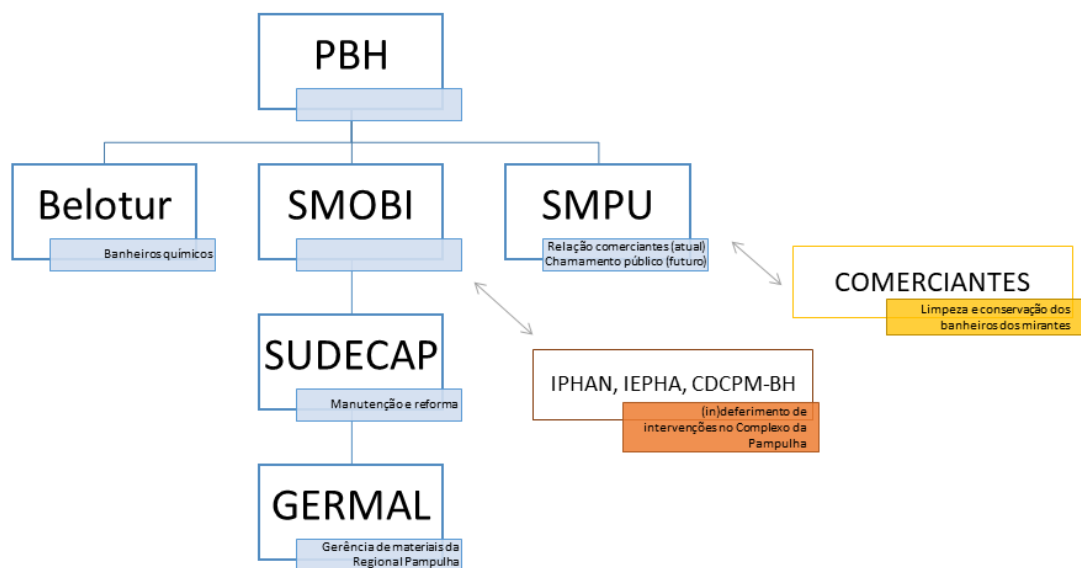 PBH
Belotur
Banheiros químicos
SMOBI
SMPU
Relação comerciantes (atual)
Chamamento público (futuro)
COMERCIANTES
Limpeza e conservação dos
banheiros dos mirantes
SUDECAP
Manutenção e reforma
IPHAN, IEPHA, CDCPM-BH
(in)deferimento de
intervenções no Complexo da
Pampulha
GERMAL
Gerência de materiais da
Regional Pampulha